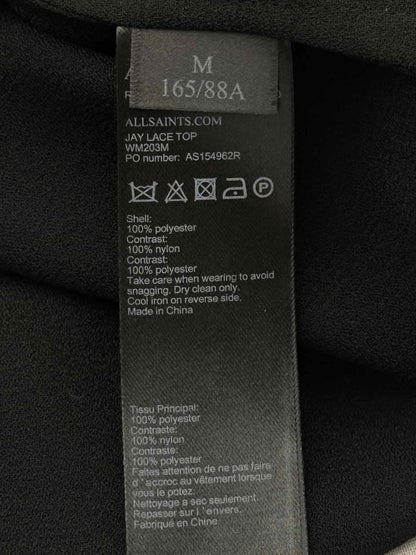 M
165/88A
ALLSAINTS.COM
JAY LACE TOP
WM203M
PO number: AS154962R
P
Shell:
100% polyester
Contrast:
100% nylon
Contrast:
100% polyester
Take care when wearing to avoid
snagging. Dry clean only.
Cool iron on reverse side.
Made in China
Tissu Principal:
100% polyester
Contraste:
100% nylon
Contraste:
100% polyester
Faites attention de ne pas faire
d ' accroc au vêtement lorsque
vous le potez.
Nettoyage a sec seulement.
Repasser sur l ' envers.
Fabriqué en Chine